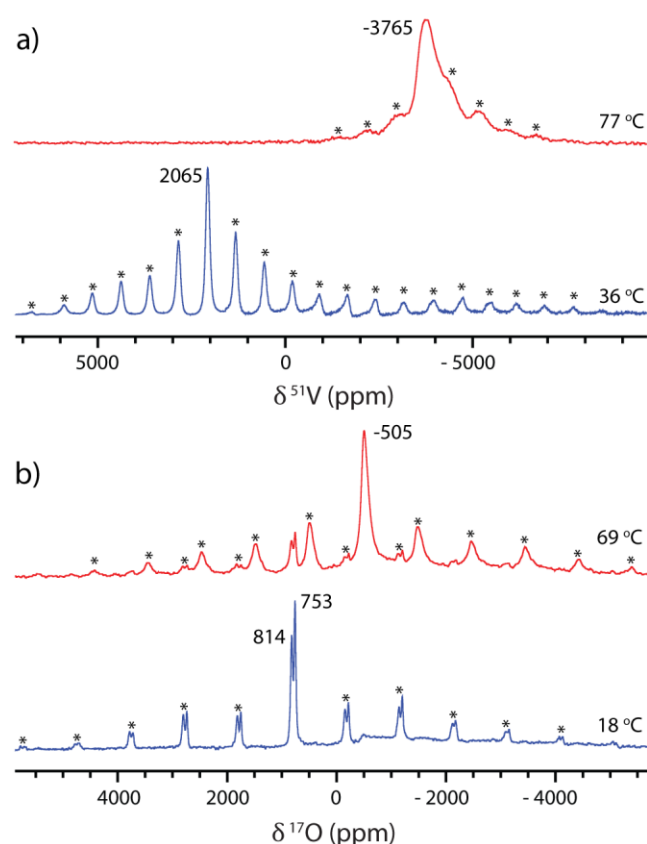 a)
-3765
* * * * * * *
77 °C
2065
* * * * * * * * * * * * * * * * * * *
36 °C
5000 0 - 5000
δ ⁵¹V (ppm)
b)
-505
* * * * * * * * * * * * * *
69 °C
753
814
* * * * * * * * *
18 °C
4000 2000 0 - 2000 - 4000
δ ¹⁷O (ppm)